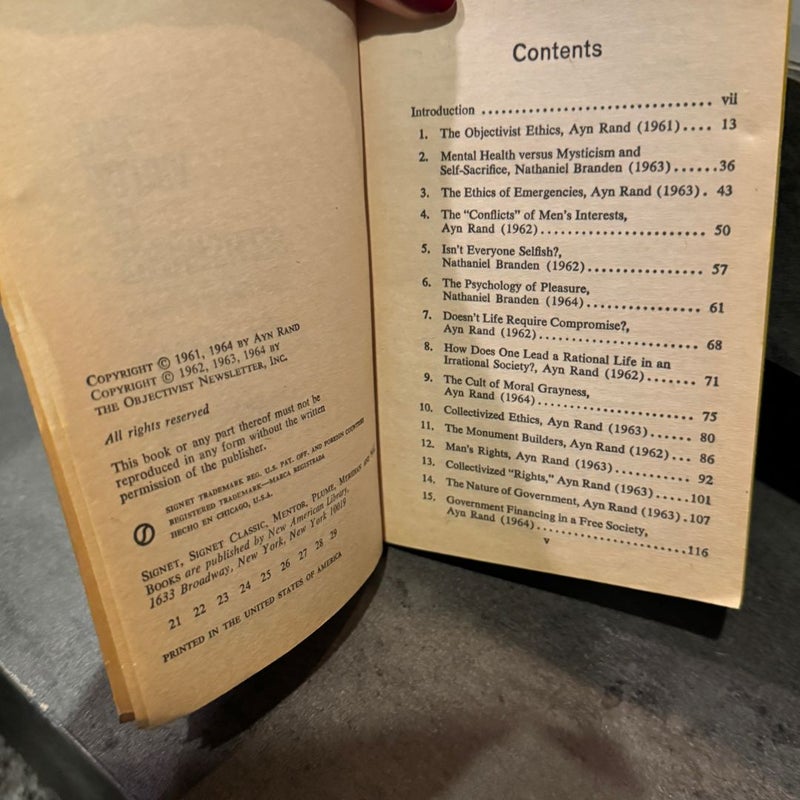 COPYRIGHT © 1961, 1964 BY AYN RAND
COPYRIGHT © 1962, 1963, 1964 BY
THE OBJECTIVIST NEWSLETTER, INC.
All rights reserved
This book or any part thereof must not be
reproduced in any form without the written
permission of the publisher.
SIGNET TRADEMARK REG. U.S. PAT. OFF. AND FOREIGN COUNTRIES
REGISTERED TRADEMARK—MARCA REGISTRADA
HECHO EN CHICAGO, U.S.A.
SIGNET, SIGNET CLASSIC, MENTOR, PLUME, MERIDIAN AND
BOOKS are published by New American Library,
1633 Broadway, New York, New York 10019
21 22 23 24 25 26 27 28 29
PRINTED IN THE UNITED STATES OF AMERICA
Contents
Introduction ................................ vii
1. The Objectivist Ethics, Ayn Rand (1961).... 13
2. Mental Health versus Mysticism and
Self-Sacrifice, Nathaniel Branden (1963)......36
3. The Ethics of Emergencies, Ayn Rand (1963). 43
4. The "Conflicts" of Men's Interests,
Ayn Rand (1962)....................... 50
5. Isn't Everyone Selfish?,
Nathaniel Branden (1962)................ 57
6. The Psychology of Pleasure,
Nathaniel Branden (1964)................ 61
7. Doesn't Life Require Compromise?,
Ayn Rand (1962)....................... 68
8. How Does One Lead a Rational Life in an
Irrational Society?, Ayn Rand (1962)....... 71
9. The Cult of Moral Grayness,
Ayn Rand (1964)....................... 75
10. Collectivized Ethics, Ayn Rand (1963)...... 80
11. The Monument Builders, Ayn Rand (1962)... 86
12. Man's Rights, Ayn Rand (1963)........... 92
13. Collectivized "Rights," Ayn Rand (1963).....101
14. The Nature of Government, Ayn Rand (1963).107
15. Government Financing in a Free Society,
Ayn Rand (1964).......................116
v